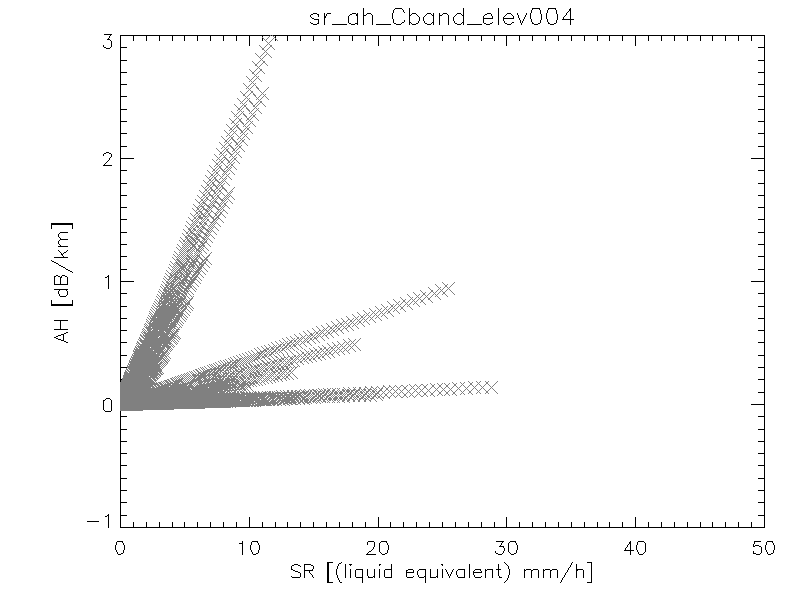 sr_ah_Cband_elev004
3
2
1
0
-1
AH [dB/km]
0 10 20 30 40 50
SR [(liquid equivalent) mm/h]